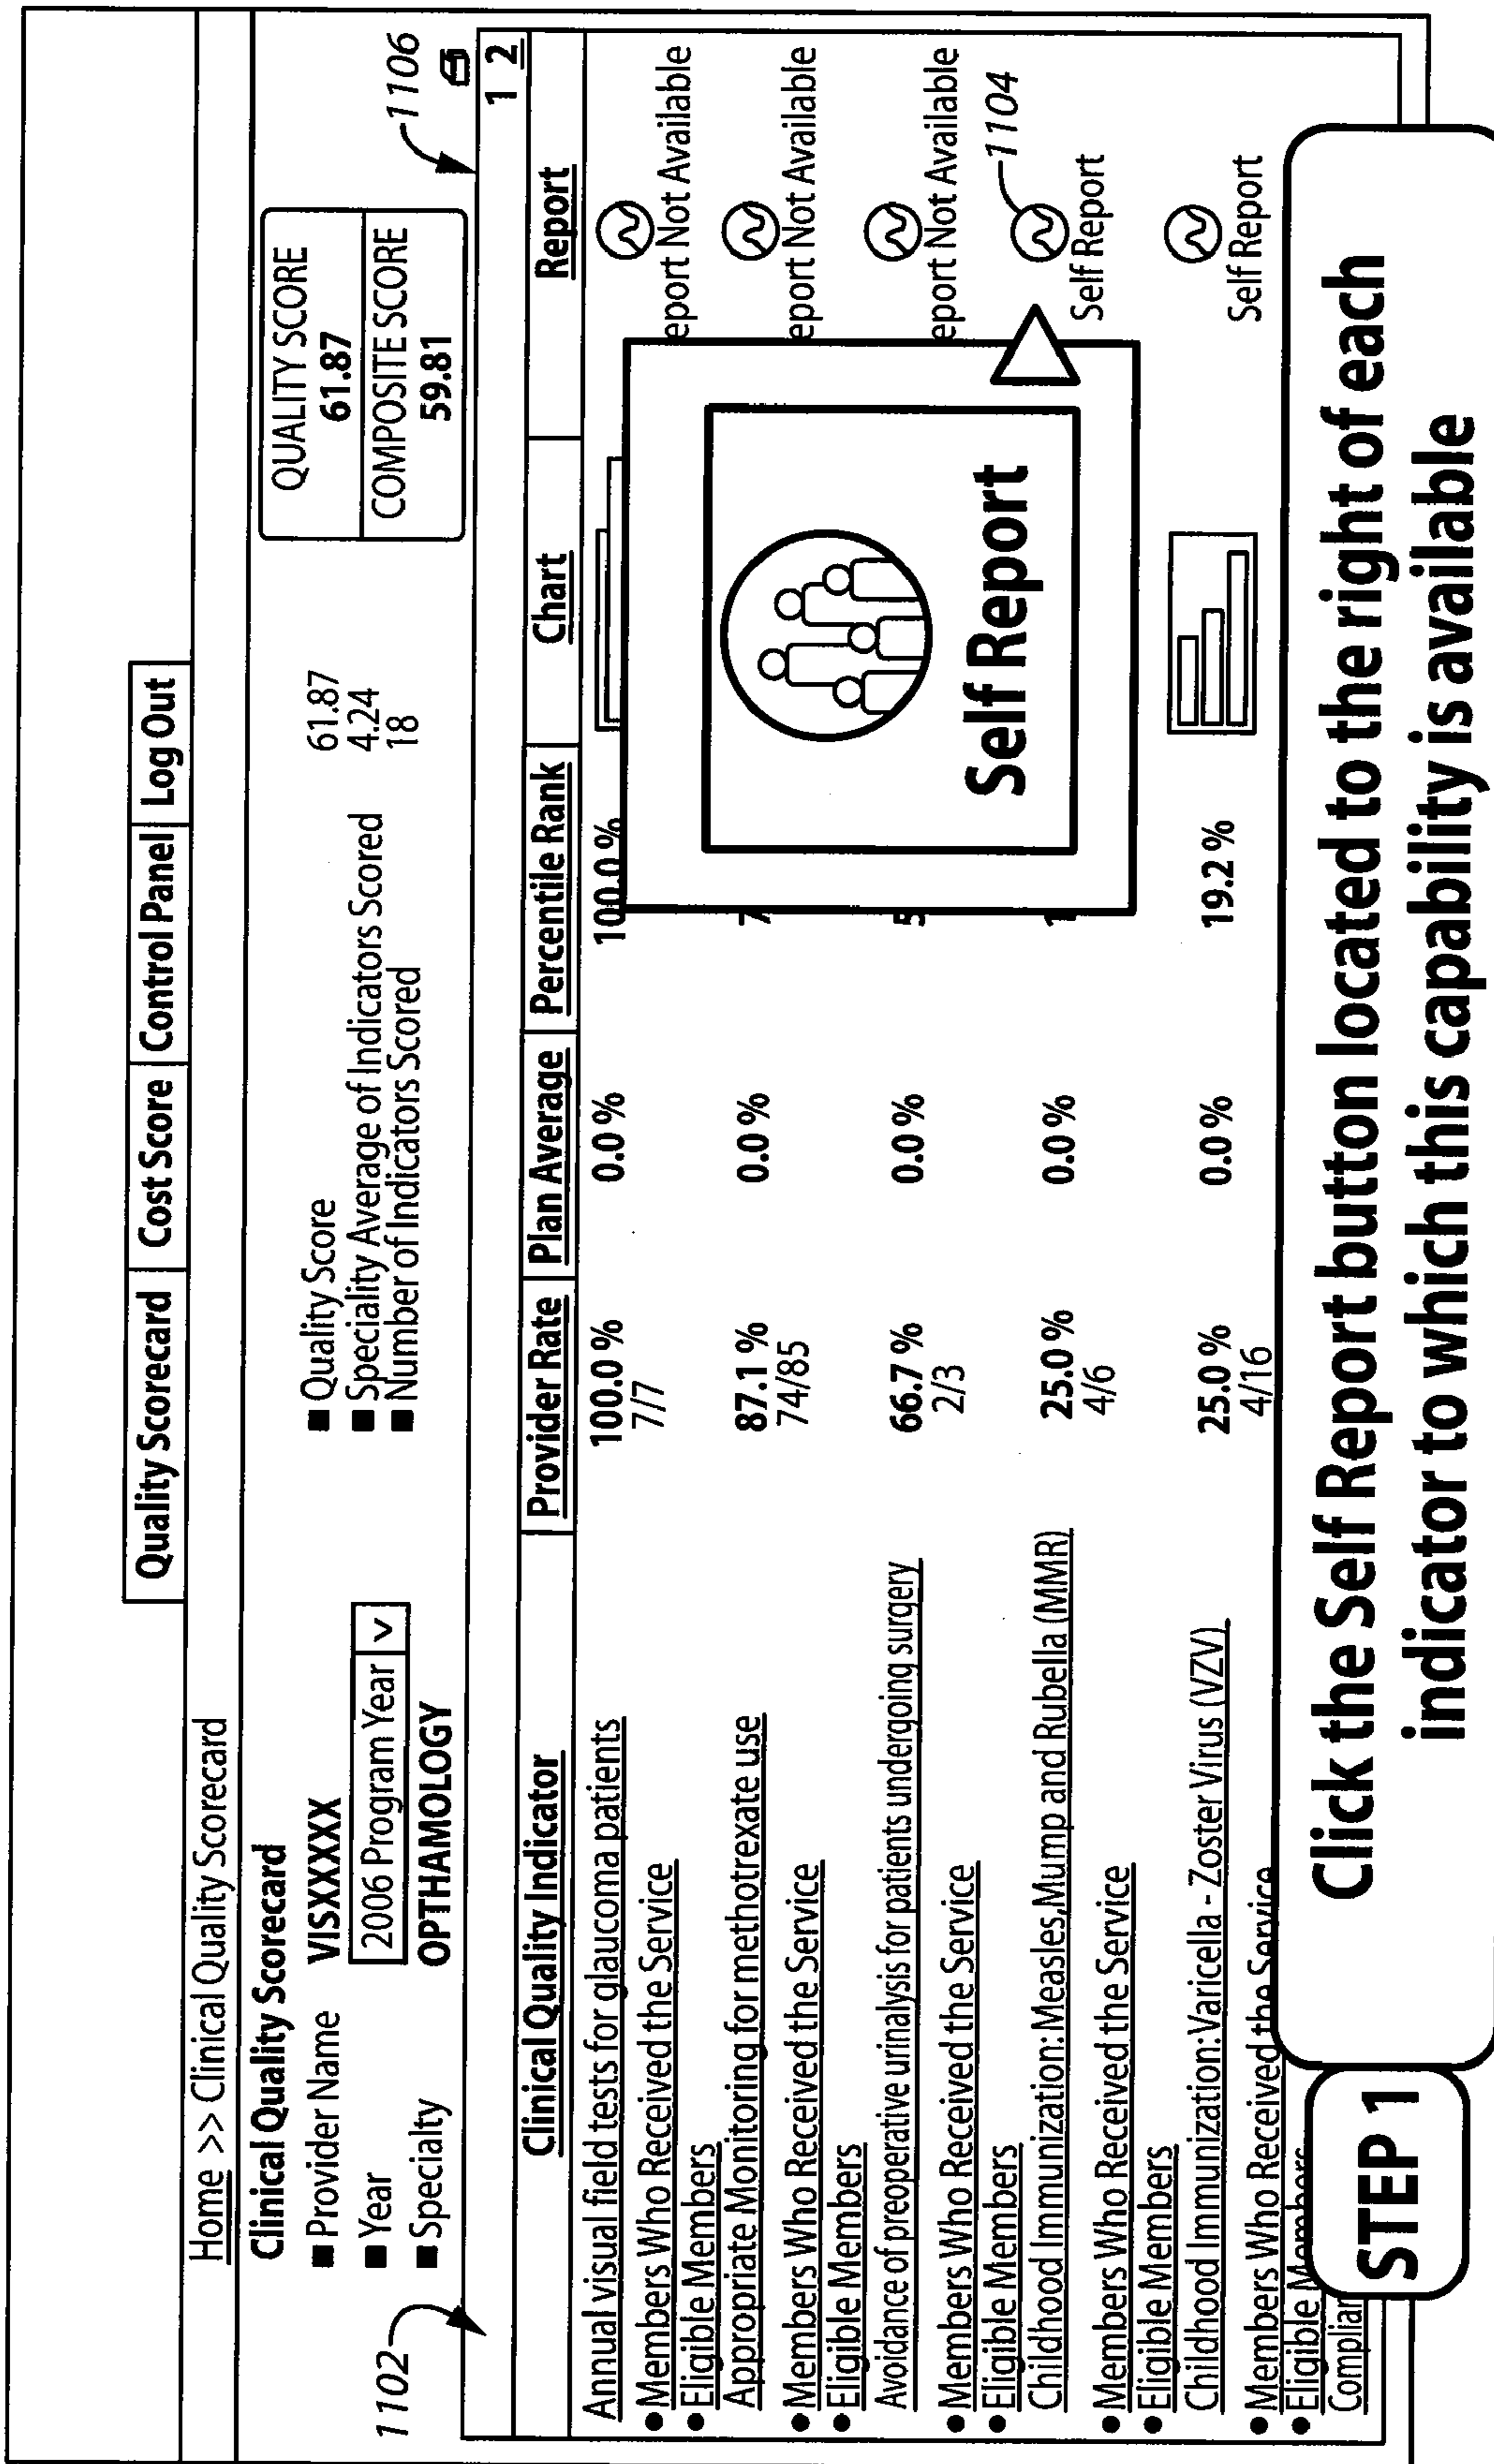 Quality Scorecard Cost Score Control Panel Log Out
Home >> Clinical Quality Scorecard
Clinical Quality Scorecard
Provider Name VISXXXX
Year 2006 Program Year V
Specialty OPTHAMOLOGY
Quality Score 61.87
Speciality Average of Indicators Scored 4.24
Number of Indicators Scored 18
QUALITY SCORE
61.87
COMPOSITE SCORE
59.81
1106
1102
1 2
Clinical Quality Indicator Provider Rate Plan Average Percentile Rank Chart Report
Annual visual field tests for glaucoma patients 100.0 % 0.0 % 100.0 %
Members Who Received the Service 7/7
eport Not Available
Eligible Members
Appropriate Monitoring for methotrexate use 87.1 % 0.0 %
Members Who Received the Service 74/85
eport Not Available
Eligible Members
Avoidance of preoperative urinalysis for patients undergoing surgery 66.7 % 0.0 %
Members Who Received the Service 2/3
eport Not Available
Eligible Members
1104
Childhood Immunization: Measles, Mump and Rubella (MMR) 25.0 % 0.0 %
Members Who Received the Service 4/6
Self Report
Eligible Members
Childhood Immunization: Varicella - Zoster Virus (VZV) 25.0 % 0.0 % 19.2 %
Members Who Received the Service 4/16
Self Report
Eligible Members
Complian
Self Report
STEP 1
Click the Self Report button located to the right of each
indicator to which this capability is available